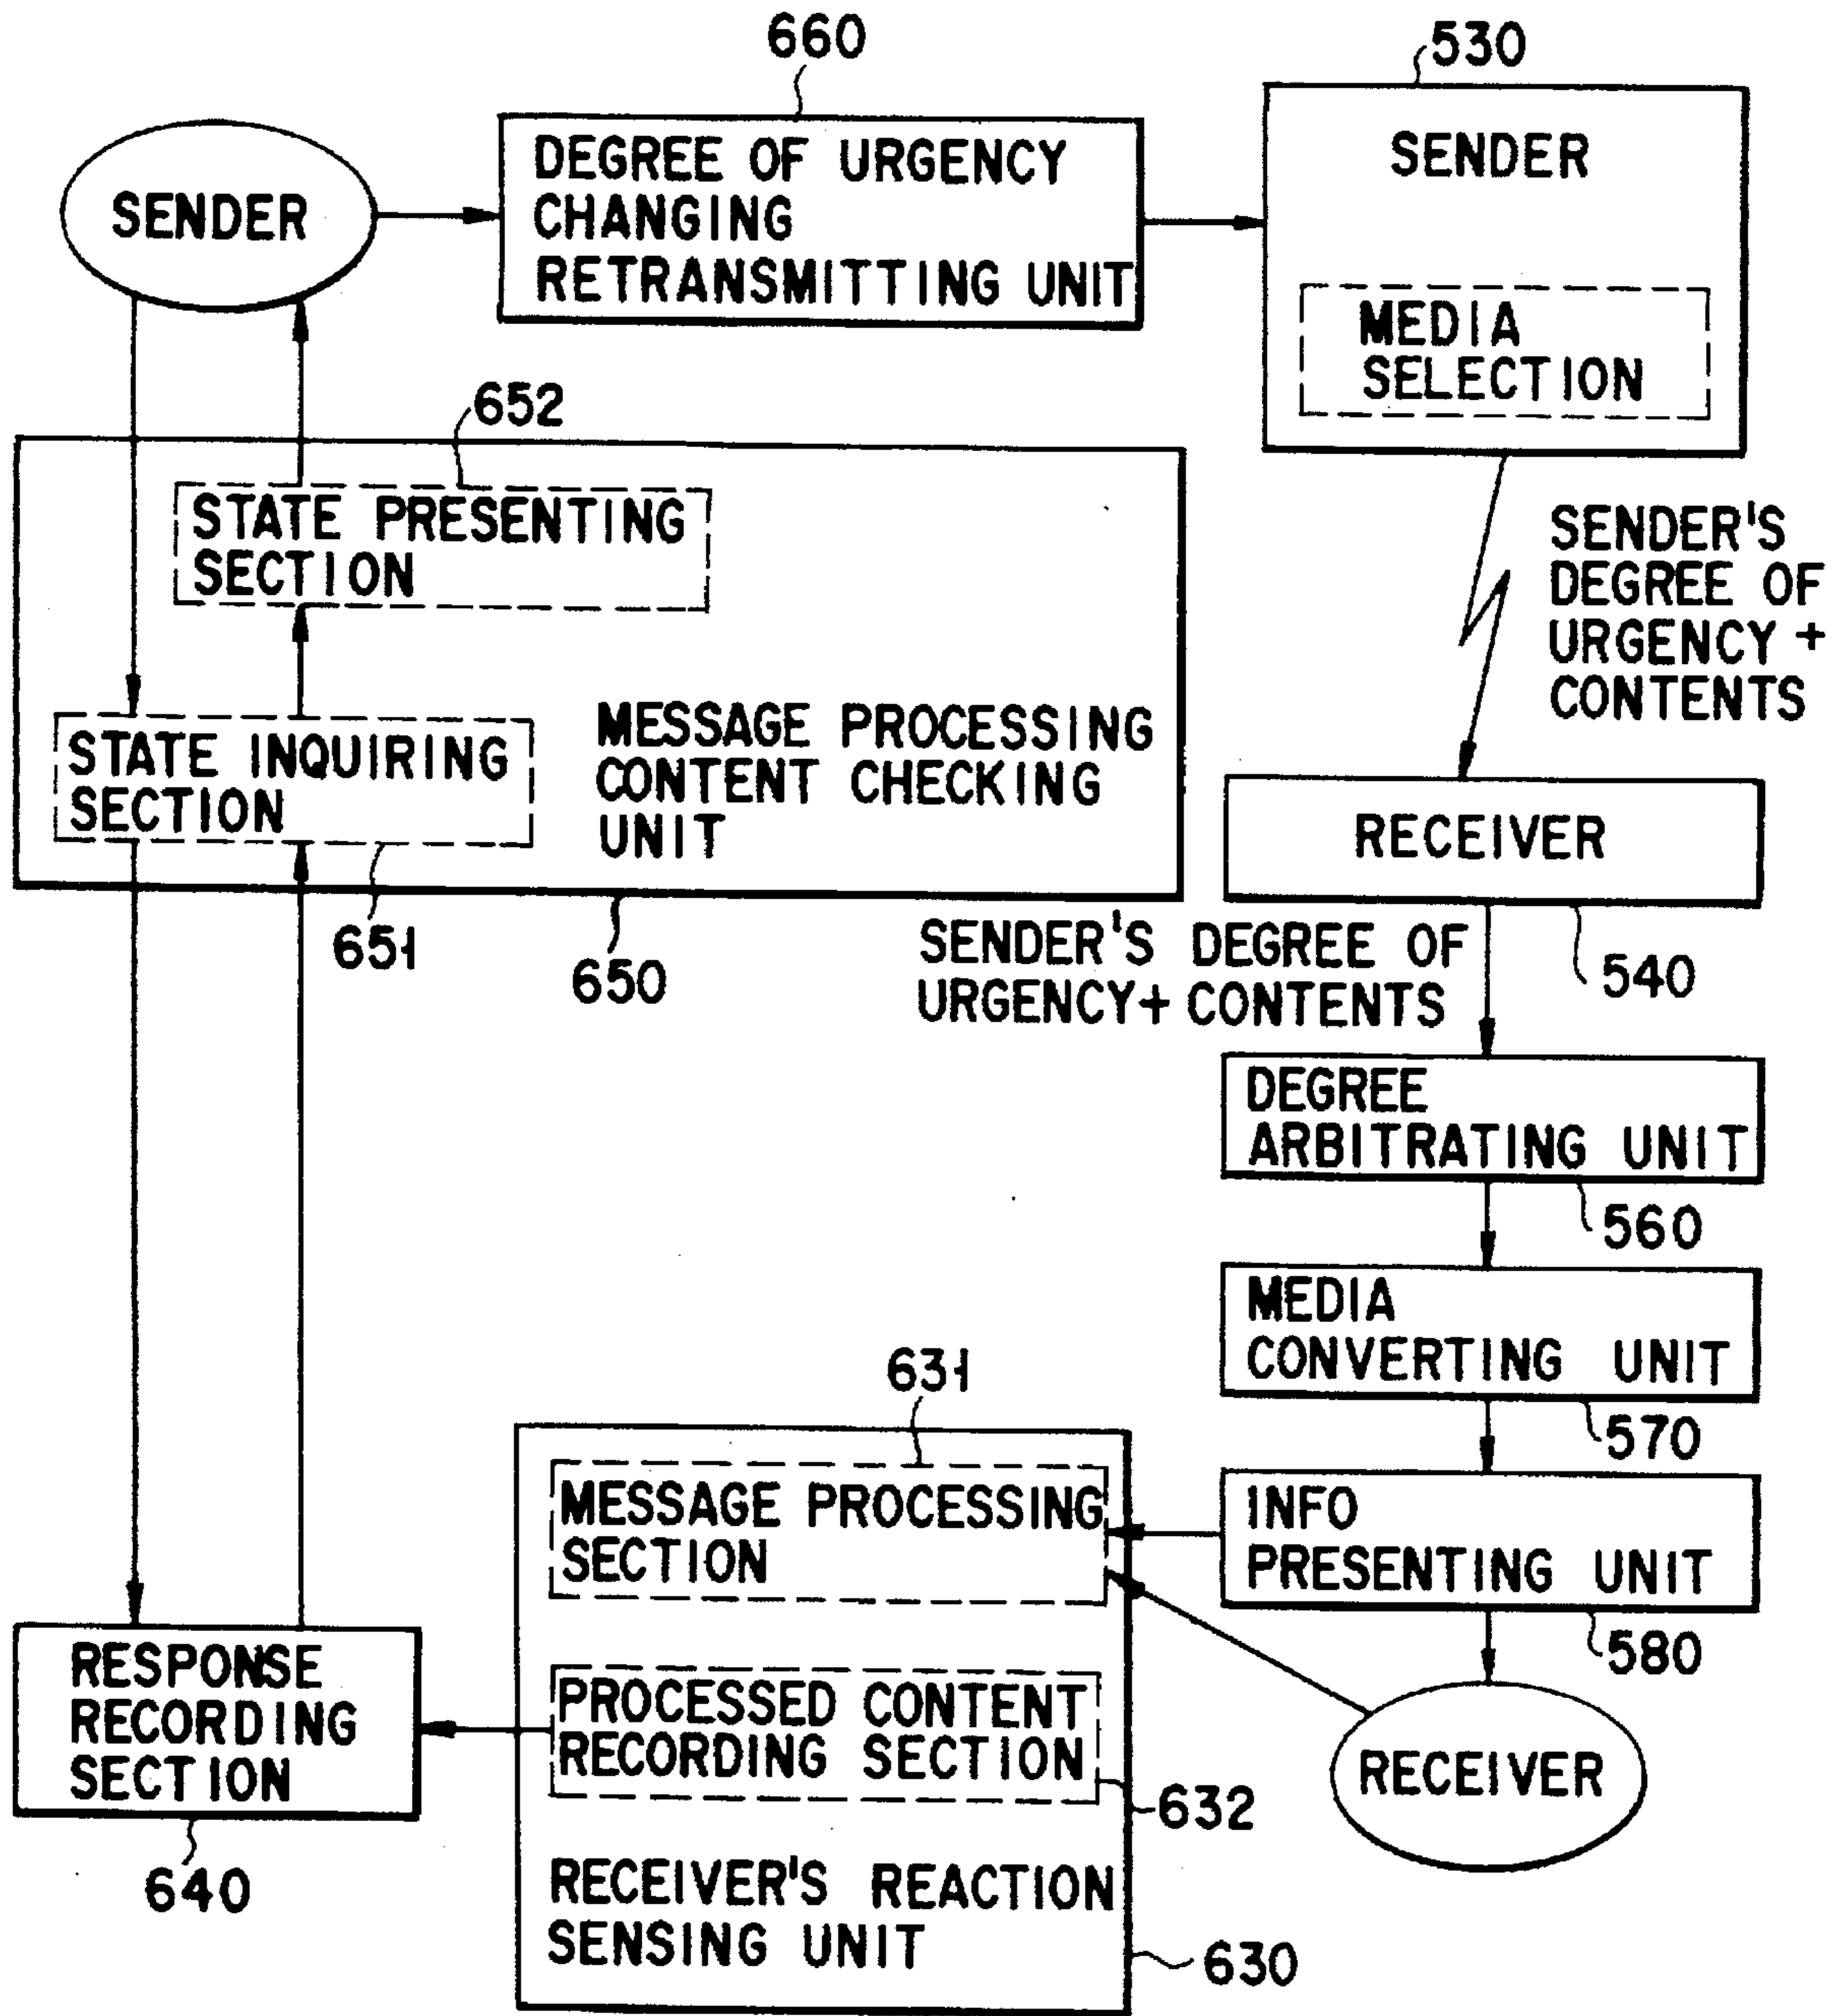 660
530
DEGREE OF URGENCY
CHANGING
RETRANSMITTING UNIT
SENDER
SENDER
MEDIA
SELECTION
652
STATE PRESENTING
SECTION
SENDER'S
DEGREE OF
URGENCY +
CONTENTS
STATE INQUIRING
SECTION
MESSAGE PROCESSING
CONTENT CHECKING
UNIT
RECEIVER
651
650
540
SENDER'S DEGREE OF
URGENCY+ CONTENTS
DEGREE
ARBITRATING UNIT
560
MEDIA
CONVERTING UNIT
570
631
MESSAGE PROCESSING
SECTION
INFO
PRESENTING UNIT
580
RESPONSE
RECORDING
SECTION
640
PROCESSED CONTENT
RECORDING SECTION
632
RECEIVER
RECEIVER'S REACTION
SENSING UNIT
630